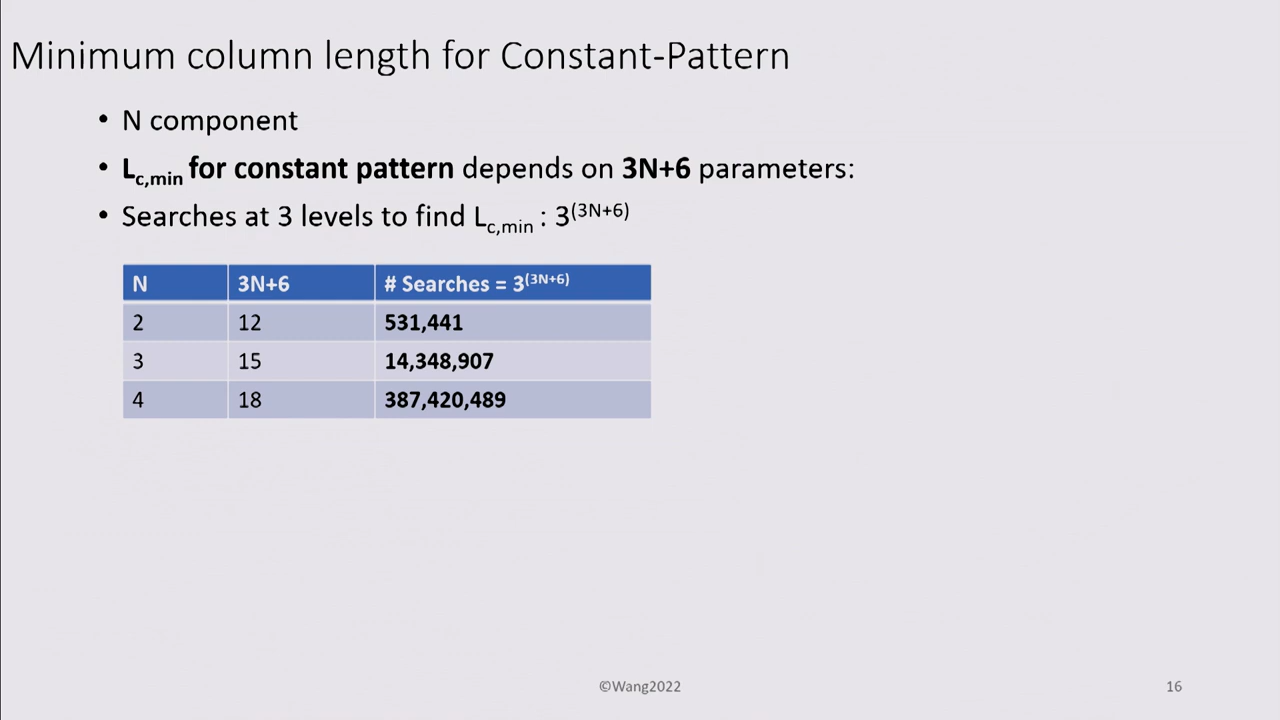 Minimum column length for Constant-Pattern
• N component
• Lc,min for constant pattern depends on 3N+6 parameters:
• Searches at 3 levels to find Lc,min : 3(3N+6)
N 3N+6 # Searches = 3(3N+6)
2 12 531,441
3 15 14,348,907
4 18 387,420,489
©Wang2022 16